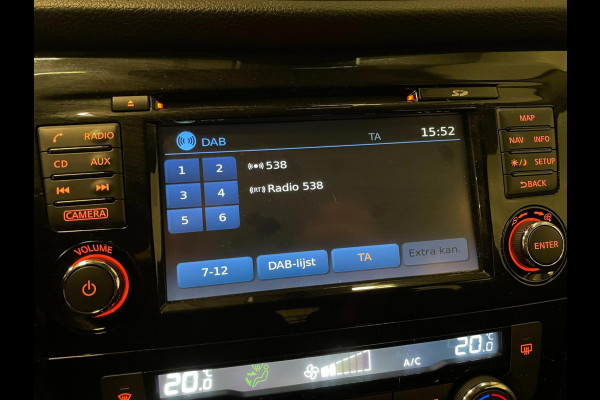 SD
RADIO
CD AUX
CAMERA
VOLUME
DAB TA 15:52
1 2 538
3 4 (RT) Radio 538
5 6
7-12 DAB-lijst TA Extra kan.
MAP
NAV INFO
SETUP
BACK
ENTER
20.0 °C A/C 20.0 °C